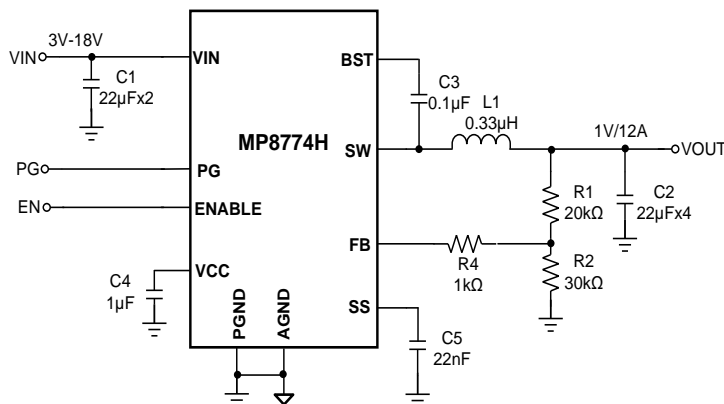 3V-18V
VIN
C1
22µFx2
VIN
BST
C3
0.1µF
L1
0.33µH
1V/12A
VOUT
MP8774H
SW
PG
PG
R1
20kΩ
C2
22µFx4
EN
ENABLE
FB
R4
1kΩ
R2
30kΩ
VCC
C4
1µF
PGND
AGND
SS
C5
22nF